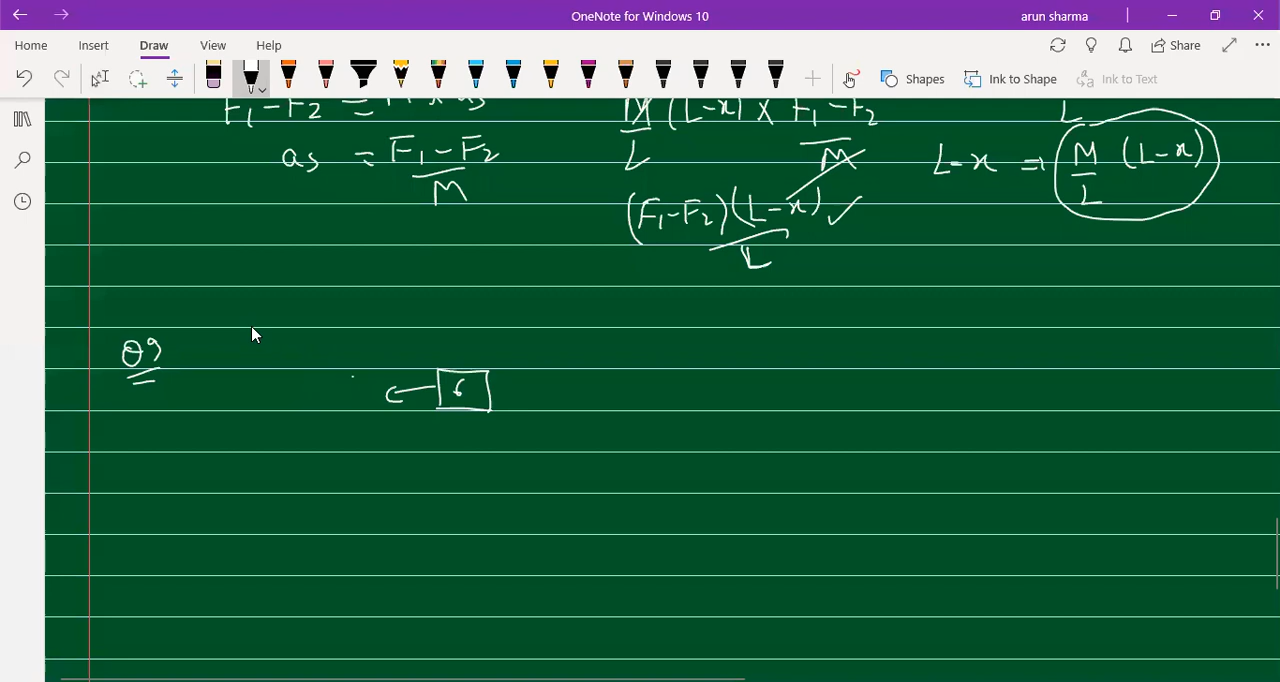 OneNote for Windows 10
arun sharma
Home Insert Draw View Help
Share
Shapes Ink to Shape Ink to Text
F₁-F₂ =
as = F₁-F₂
M
M (L-x) x F₁-F₂
L M
(F₁-F₂)(L-x) ✓
L
L
L-x ⇒ M (L-x)
L
Q9
6